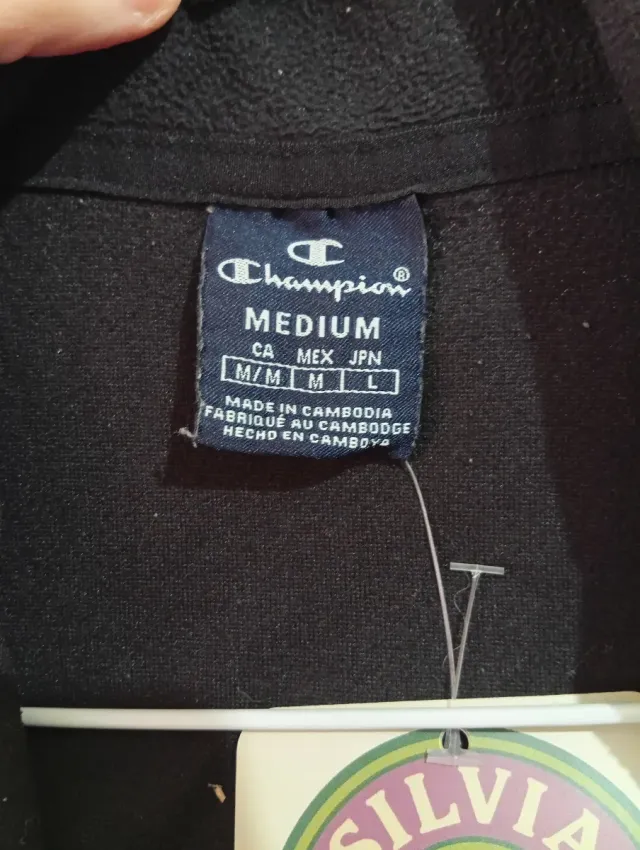 Champion®
MEDIUM
CA MEX JPN
M/M M L
MADE IN CAMBODIA
FABRIQUÉ AU CAMBODGE
HECHO EN CAMBOYA
SILVIA